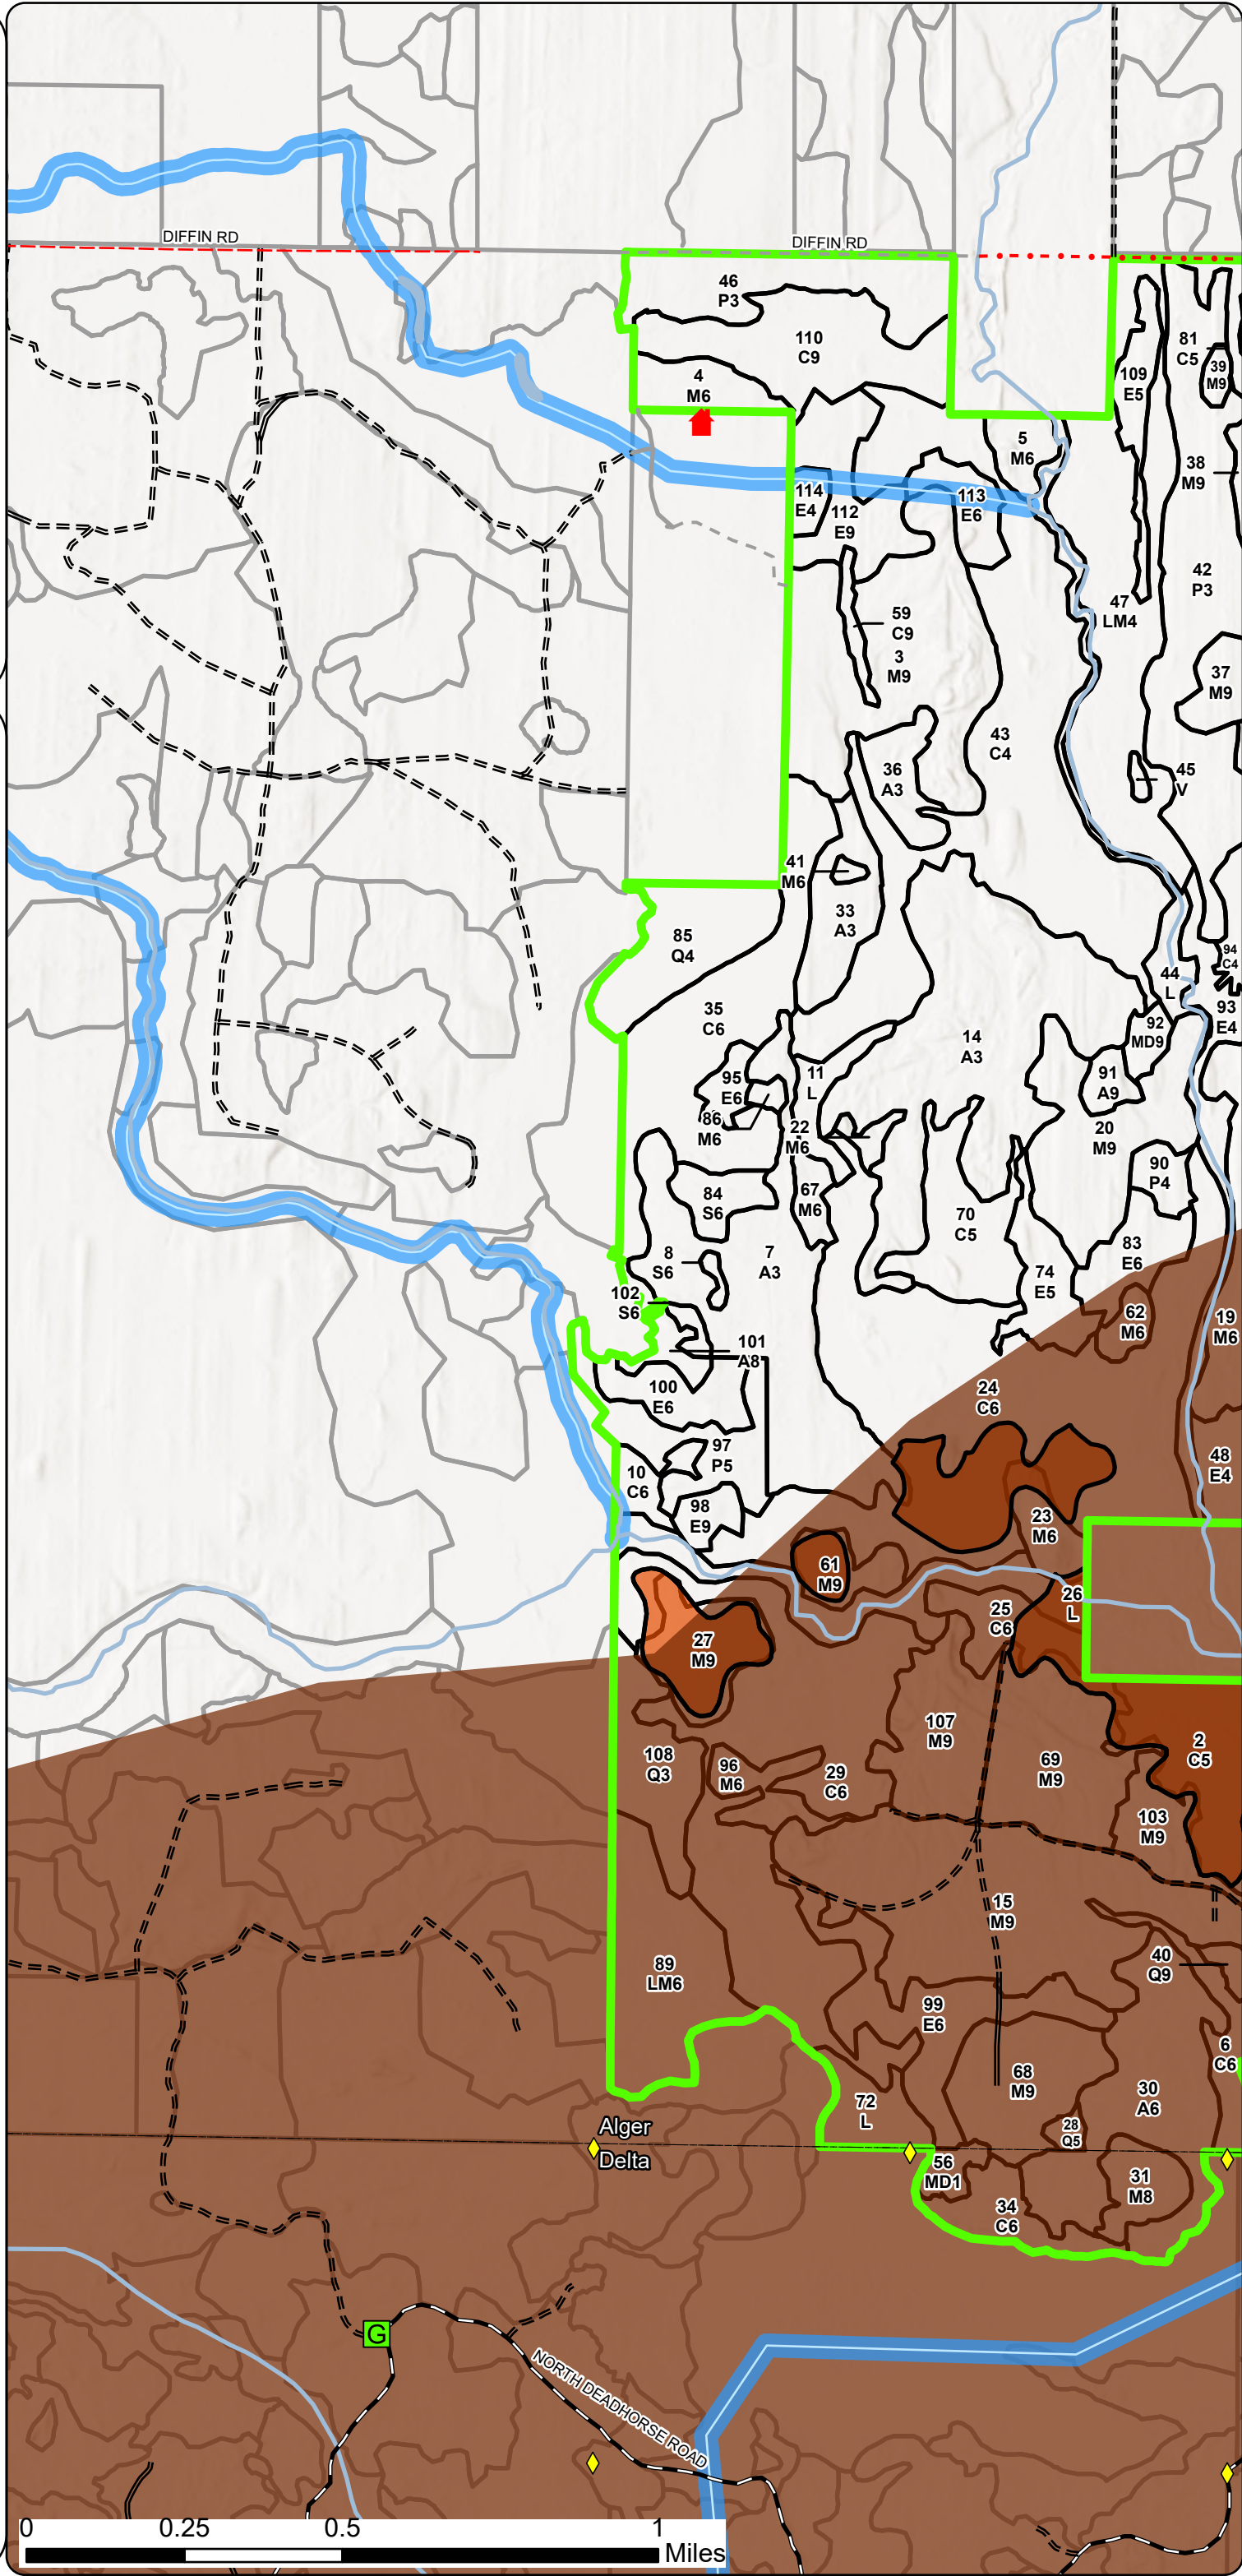 DIFFIN RD
DIFFIN RD
46
P3
110
C9
4
M6
81
C5
39
M9
109
E5
5
M6
38
M9
114
E4
112
E9
113
E6
42
P3
47
LM4
59
C9
3
M9
37
M9
43
C4
36
A3
45
V
41
M6
33
A3
85
Q4
94
C4
44
L
35
C6
93
E4
92
MD9
14
A3
11
L
95
E6
91
A9
86
M6
22
M6
20
M9
90
P4
84
S6
67
M6
70
C5
83
E6
8
S6
7
A3
74
E5
102
S6
62
M6
19
M6
101
A8
100
E6
24
C6
97
P5
48
E4
10
C6
98
E9
23
M6
61
M9
26
L
25
C6
27
M9
107
M9
2
C5
108
Q3
96
M6
29
C6
69
M9
103
M9
15
M9
40
Q9
89
LM6
99
E6
6
C6
68
M9
30
A6
72
L
28
Q5
Alger
Delta
56
MD1
31
M8
34
C6
G
NORTH DEADHORSE ROAD
0 0.25 0.5 1
Miles